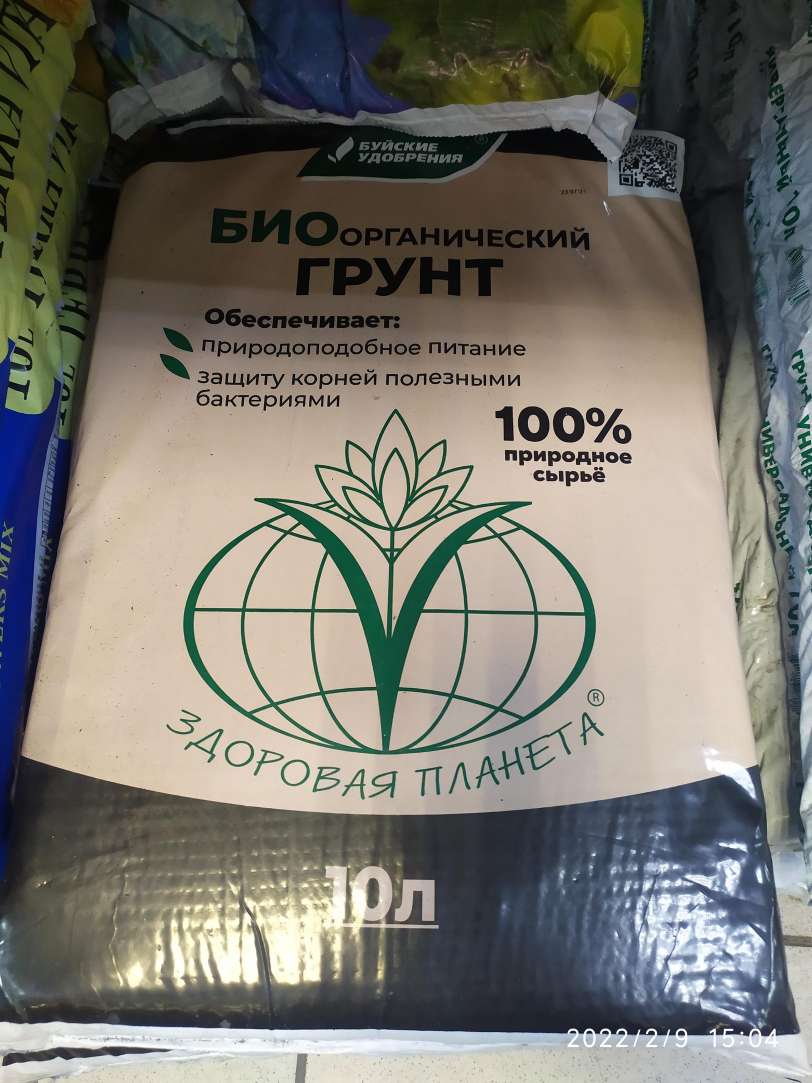 БУЙСКИЕ
УДОБРЕНИЯ®
БИООРГАНИЧЕСКИЙ
ГРУНТ
Обеспечивает:
природоподобное питание
защиту корней полезными
бактериями
100%
природное
сырьё
ЗДОРОВАЯ ПЛАНЕТА®
10л
2022/2/9 15:04